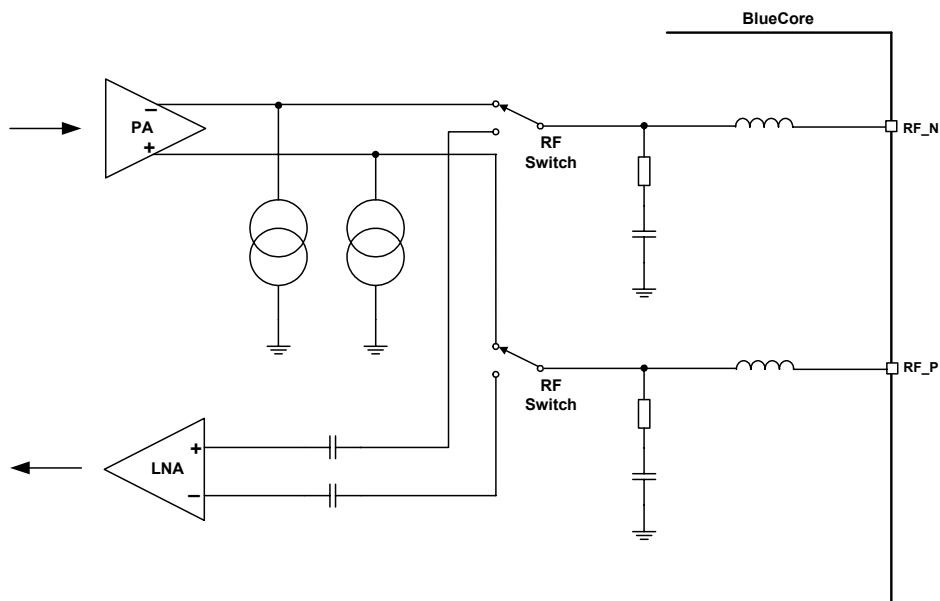 BlueCore
−
PA
+
RF_N
RF
Switch
RF_P
RF
Switch
+
LNA
−